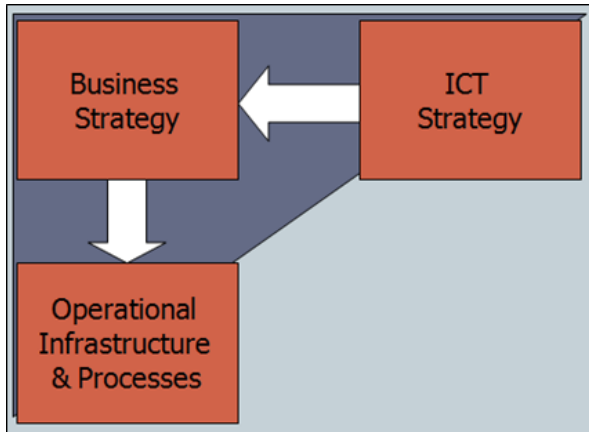 Business
Strategy
ICT
Strategy
Operational
Infrastructure
& Processes